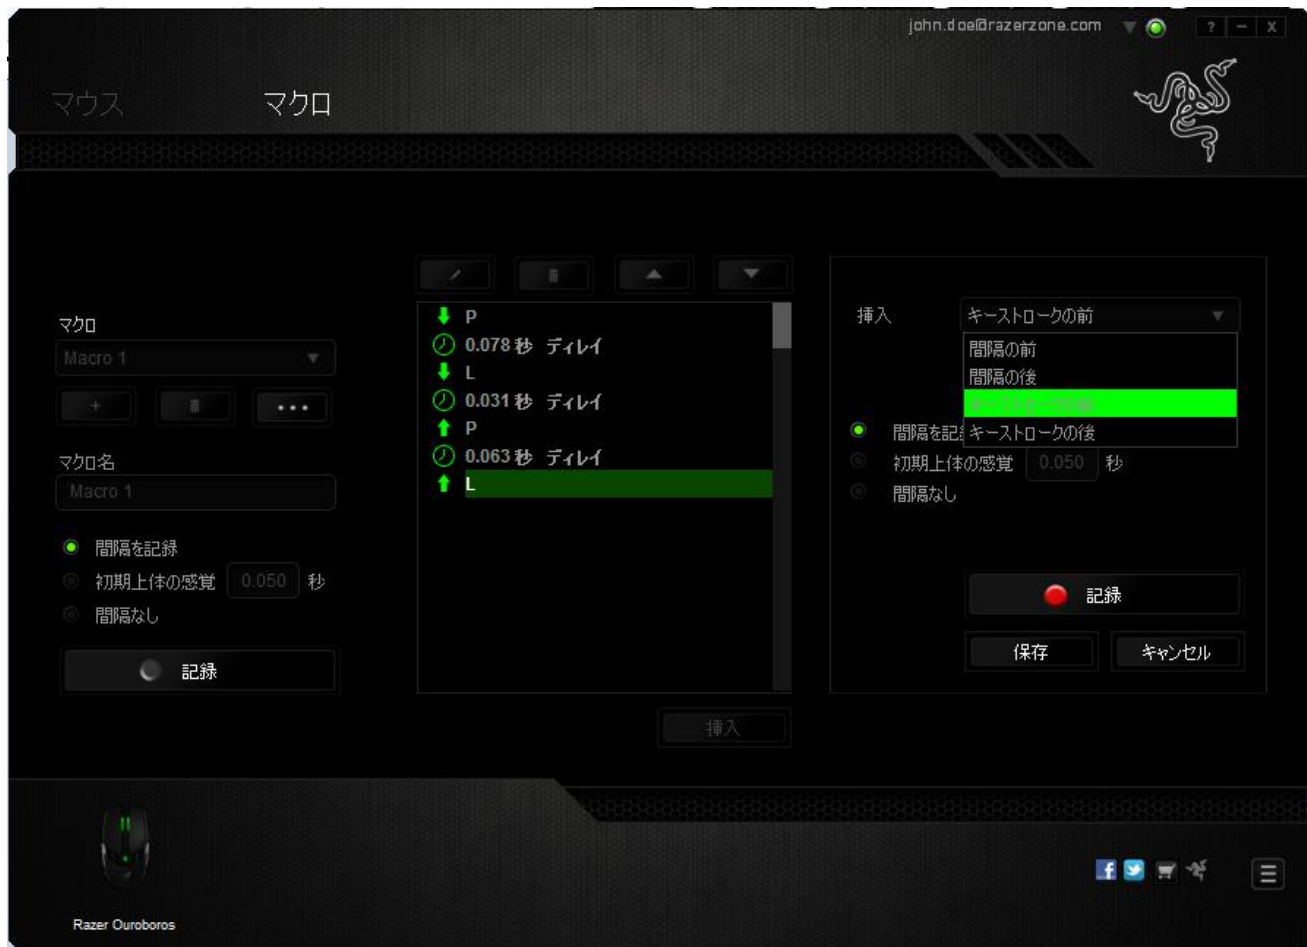 john.doe@razerzone.com
? − X
マウス
マクロ
マクロ
Macro 1
+
•••
マクロ名
Macro 1
間隔を記録
初期上体の感覚 0.050 秒
間隔なし
記録
P
0.078 秒 ディレイ
L
0.031 秒 ディレイ
P
0.063 秒 ディレイ
L
挿入
挿入 キーストロークの前
間隔の前
間隔の後
キーストロークの後
間隔を記
初期上体の感覚 0.050 秒
間隔なし
記録
保存 キャンセル
Razer Ouroboros